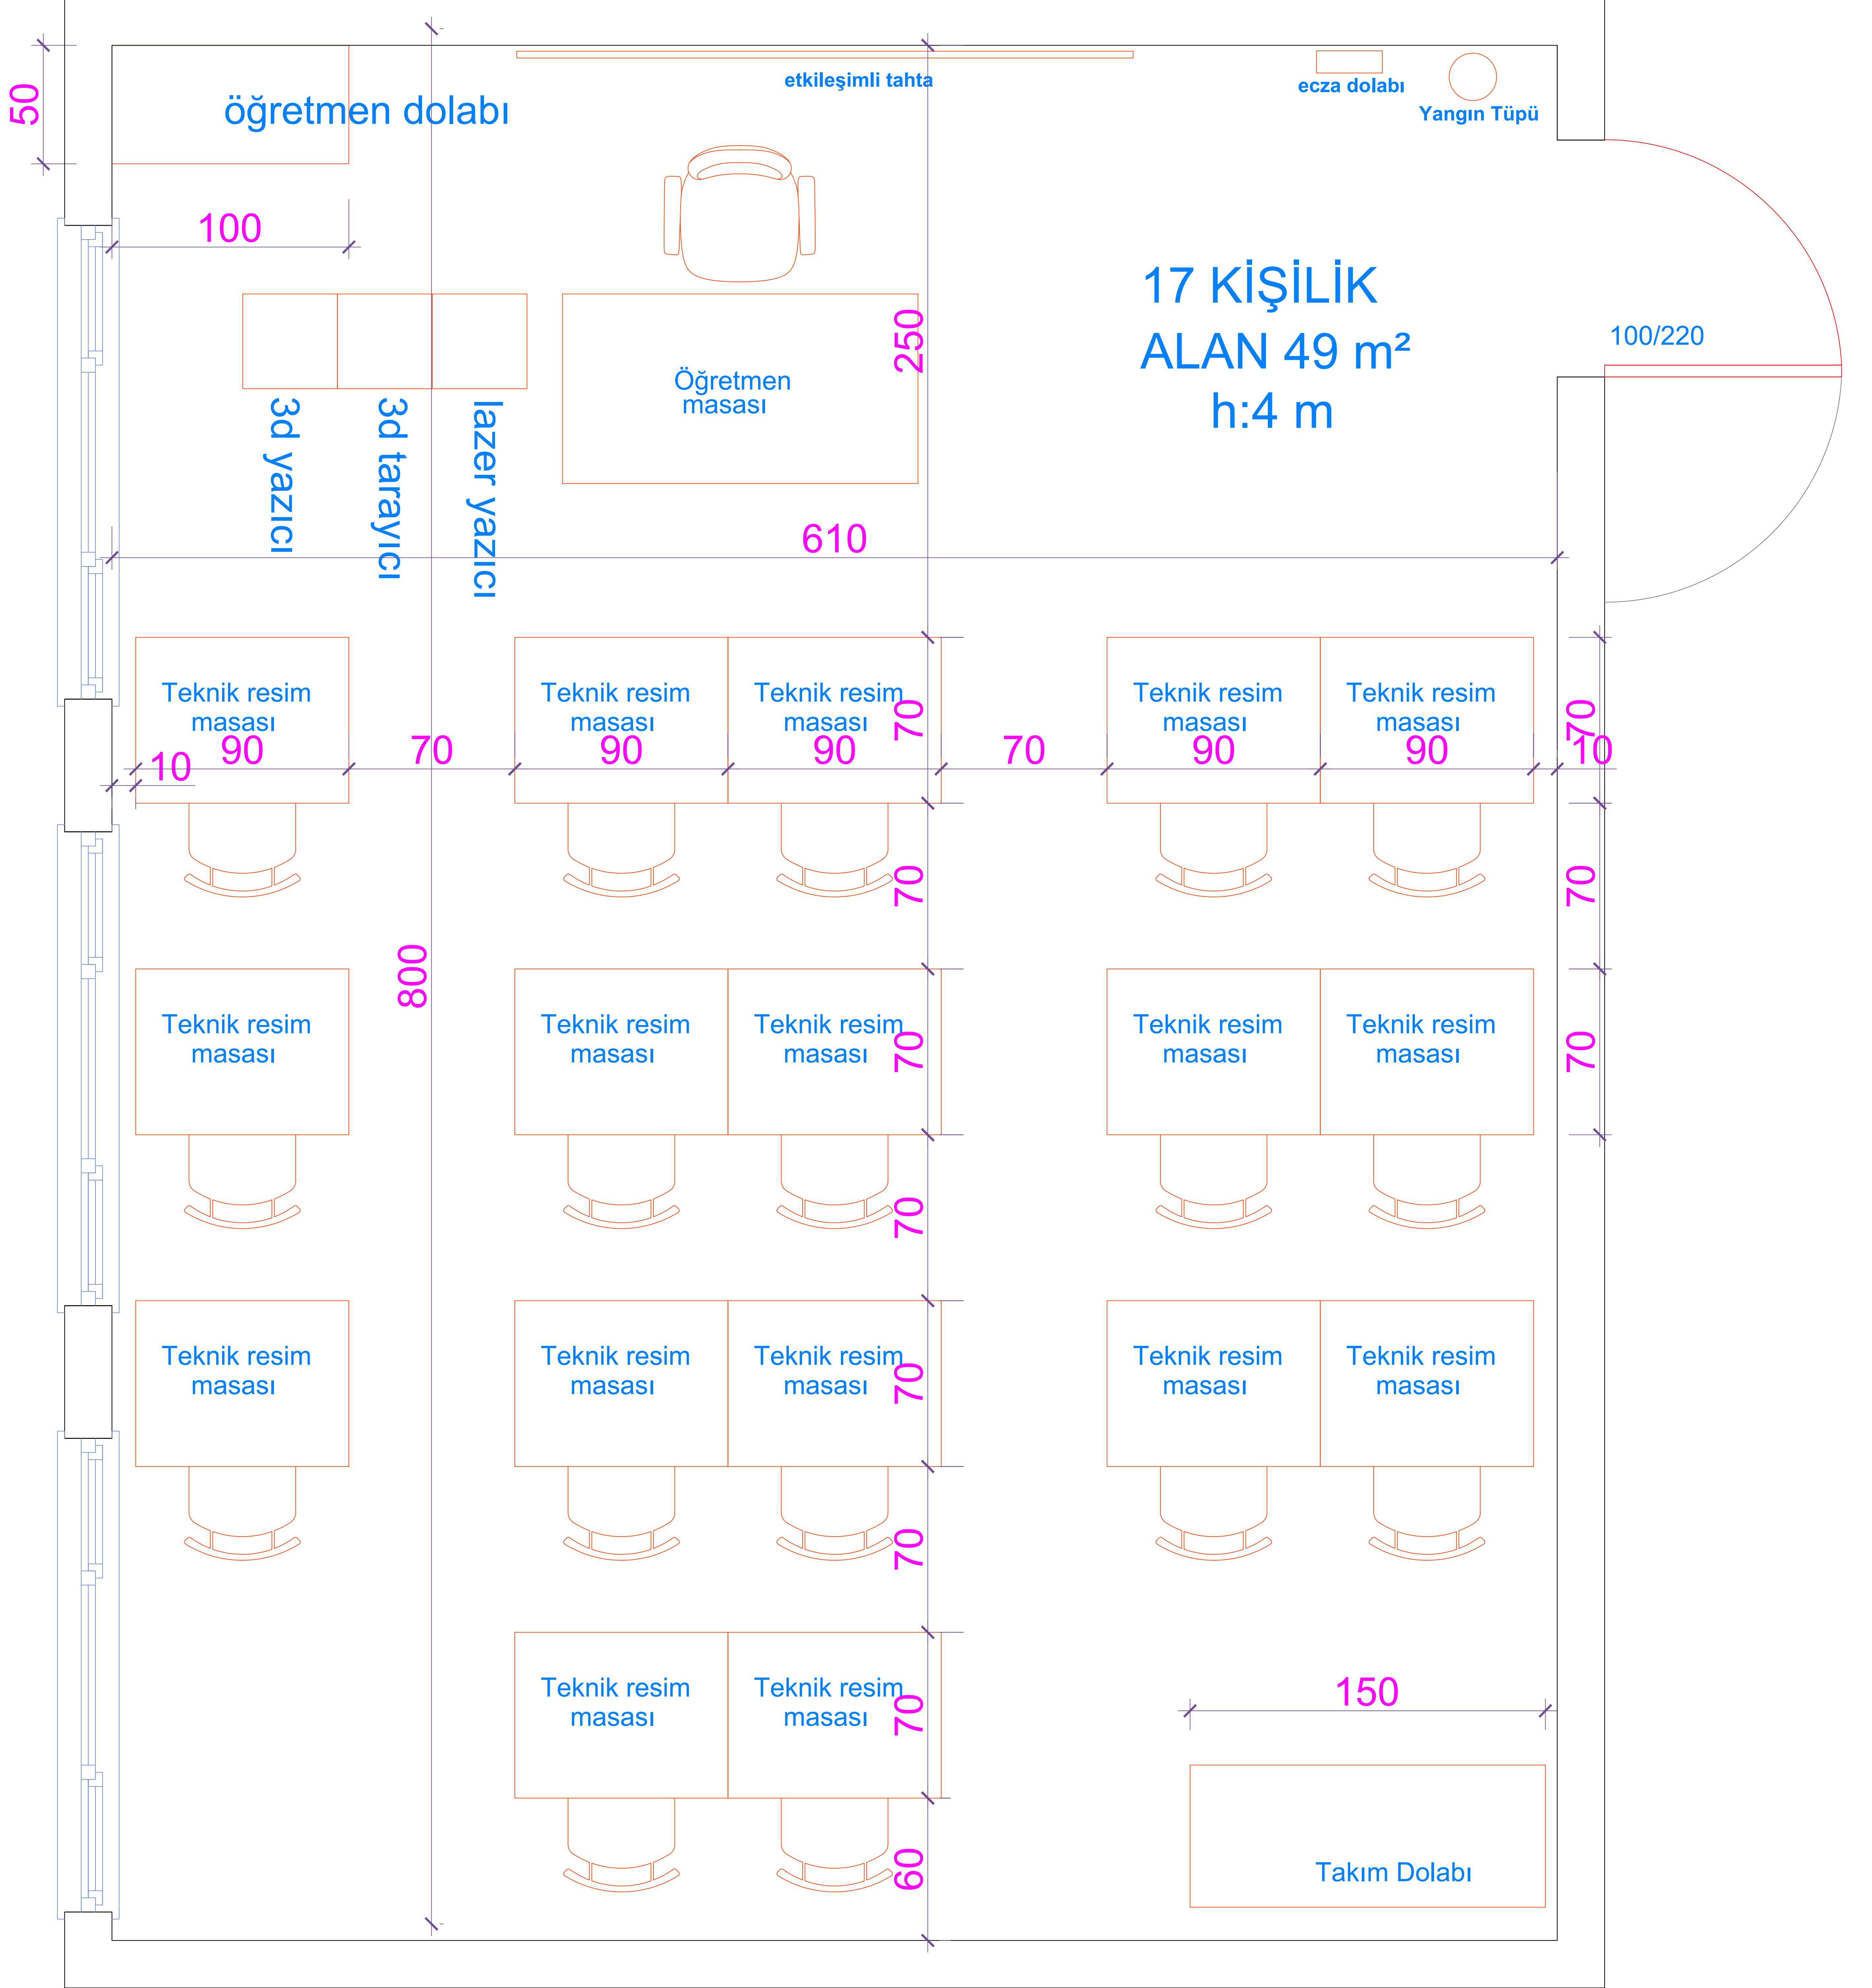 50
öğretmen dolabı
etkileşimli tahta
ecza dolabı
Yangın Tüpü
100
250
17 KİŞİLİK
ALAN 49 m²
h:4 m
100/220
Öğretmen
masası
3d yazıcı
3d tarayıcı
lazer yazıcı
610
Teknik resim
masası
Teknik resim
masası
Teknik resim
masası
Teknik resim
masası
Teknik resim
masası
70
70
10
90
70
90
90
70
90
90
10
70
70
800
Teknik resim
masası
Teknik resim
masası
Teknik resim
masası
Teknik resim
masası
Teknik resim
masası
70
70
70
Teknik resim
masası
Teknik resim
masası
Teknik resim
masası
Teknik resim
masası
Teknik resim
masası
70
70
Teknik resim
masası
Teknik resim
masası
70
150
60
Takım Dolabı